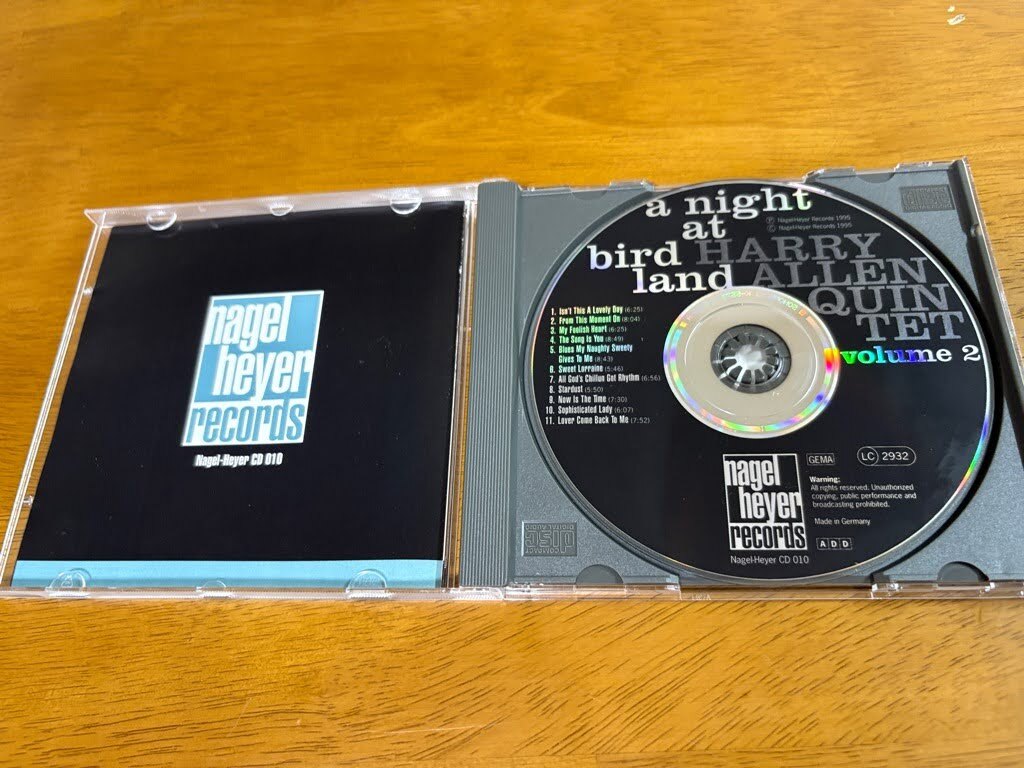 nagel
heyer
records
Nagel-Heyer CD 010
a night
at
bird
land
HARRY
ALLEN
QUIN
TET
volume 2
℗ Nagel-Heyer Records 1995
© Nagel-Heyer Records 1995
1. Isn't This A Lovely Day (6:25)
2. From This Moment On (8:04)
3. My Foolish Heart (6:25)
4. The Song Is You (8:49)
5. Blues My Naughty Sweety
Gives To Me (8:43)
6. Sweet Lorraine (5:46)
7. All God's Chillun Got Rhythm (6:56)
8. Stardust (5:50)
9. Now Is The Time (7:30)
10. Sophisticated Lady (6:07)
11. Lover Come Back To Me (7:52)
GEMA
LC 2932
Warning:
All rights reserved. Unauthorized
copying, public performance and
broadcasting prohibited.
Made in Germany
A D D
nagel
heyer
records
Nagel-Heyer CD 010
COMPACT
disc
DIGITAL AUDIO